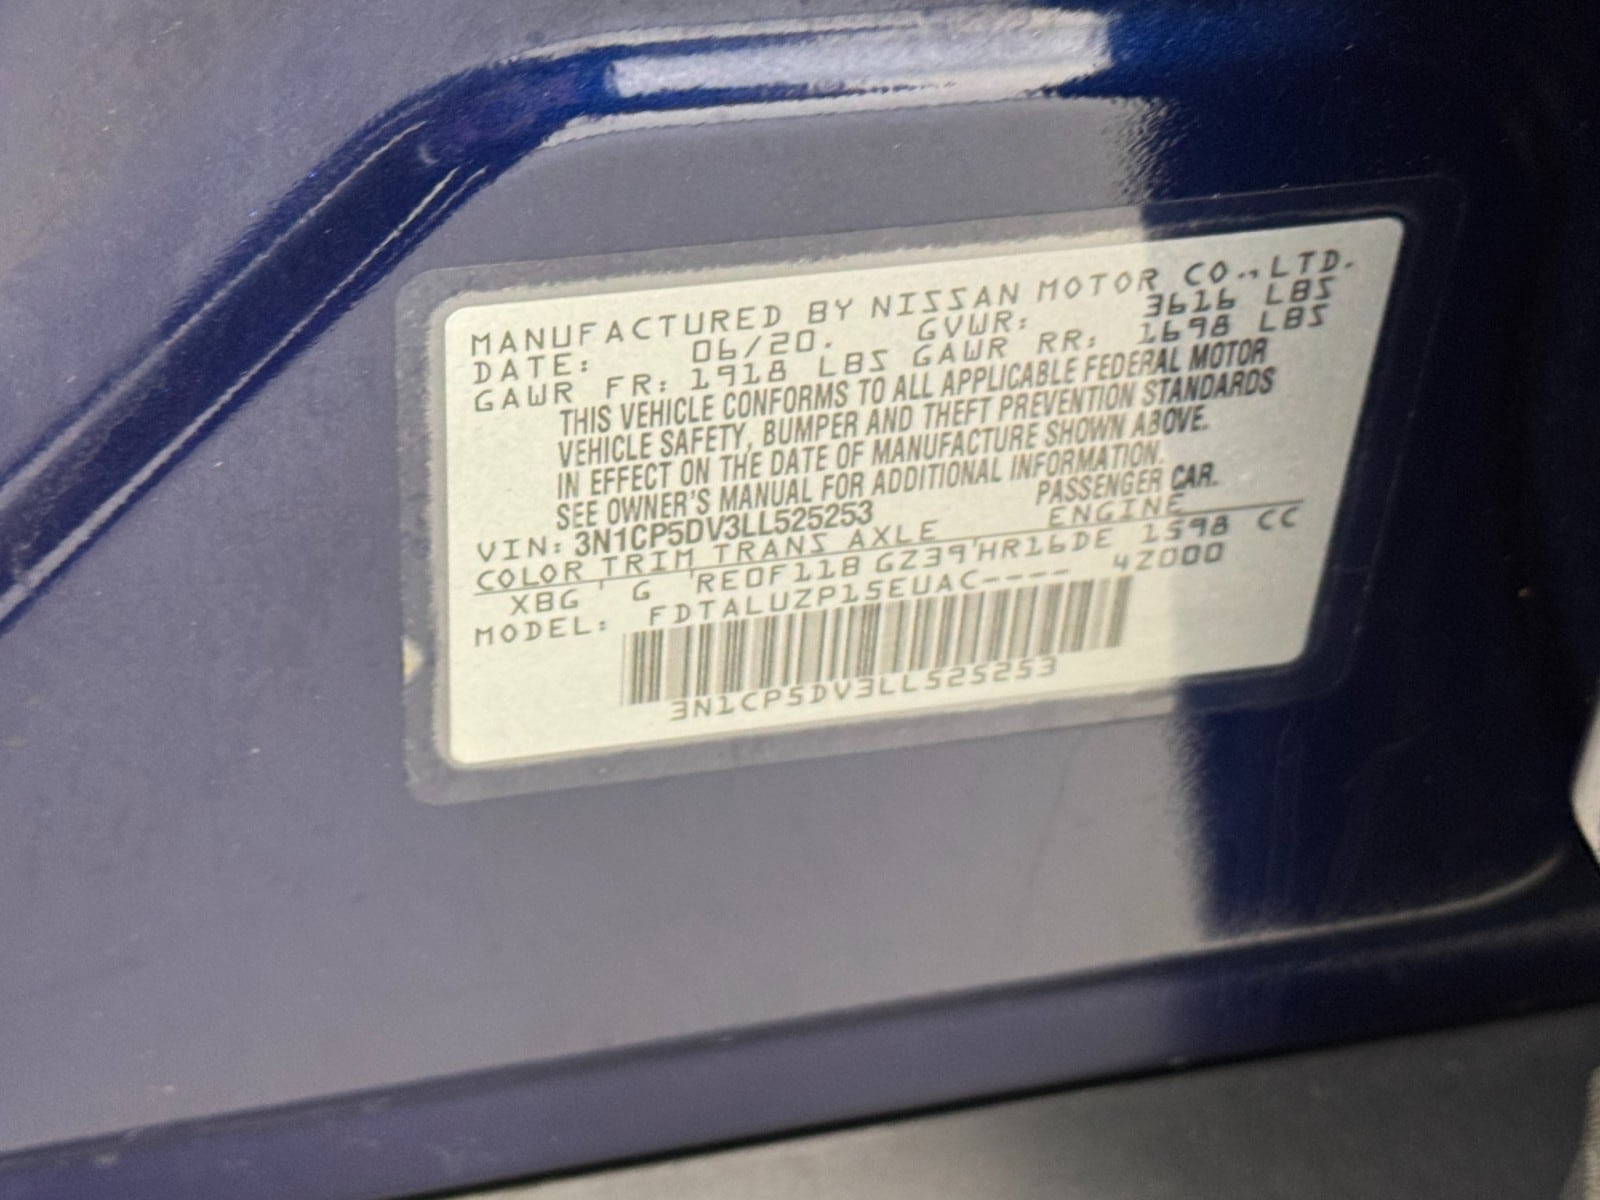 MANUFACTURED BY NISSAN MOTOR CO., LTD.
DATE: 06/20. GVWR: 3616 LBS
GAWR FR: 1918 LBS GAWR RR: 1698 LBS
THIS VEHICLE CONFORMS TO ALL APPLICABLE FEDERAL MOTOR
VEHICLE SAFETY, BUMPER AND THEFT PREVENTION STANDARDS
IN EFFECT ON THE DATE OF MANUFACTURE SHOWN ABOVE.
SEE OWNER'S MANUAL FOR ADDITIONAL INFORMATION.
VIN: 3N1CP5DV3LL525253 PASSENGER CAR.
COLOR TRIM TRANS AXLE ENGINE
XBG G RE0F11B GZ39 HR16DE 1598 CC
MODEL: FDTALUZP15EUAC---- 4Z000
3N1CP5DV3LL525253